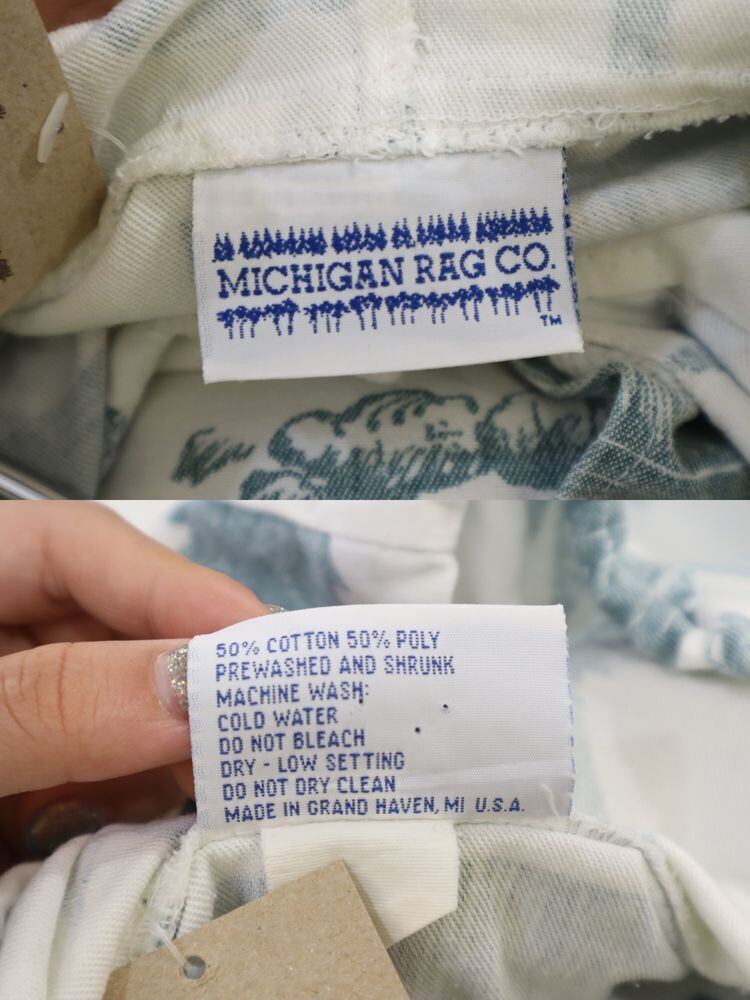 MICHIGAN RAG CO.
TM
50% COTTON 50% POLY
PREWASHED AND SHRUNK
MACHINE WASH:
COLD WATER
DO NOT BLEACH
DRY - LOW SETTING
DO NOT DRY CLEAN
MADE IN GRAND HAVEN, MI U.S.A.